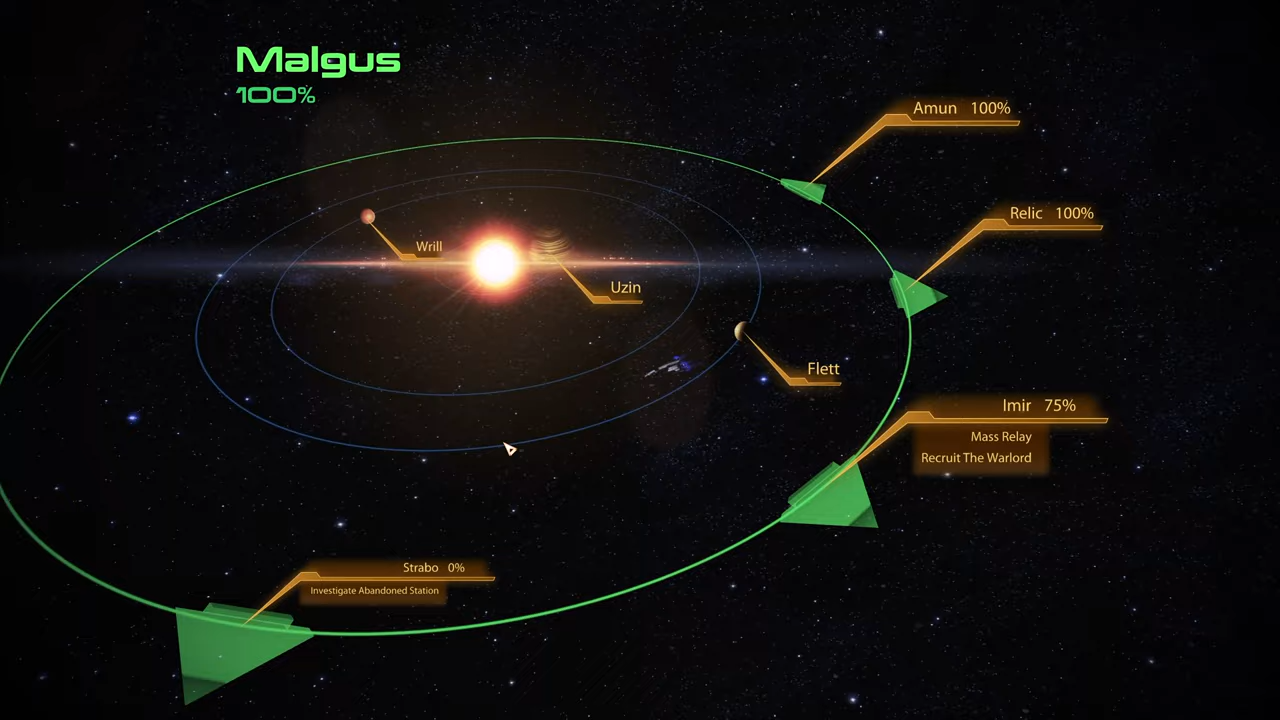 Malgus
100%
Amun 100%
Relic 100%
Wrill
Uzin
Flett
Imir 75%
Mass Relay
Recruit The Warlord
Strabo 0%
Investigate Abandoned Station